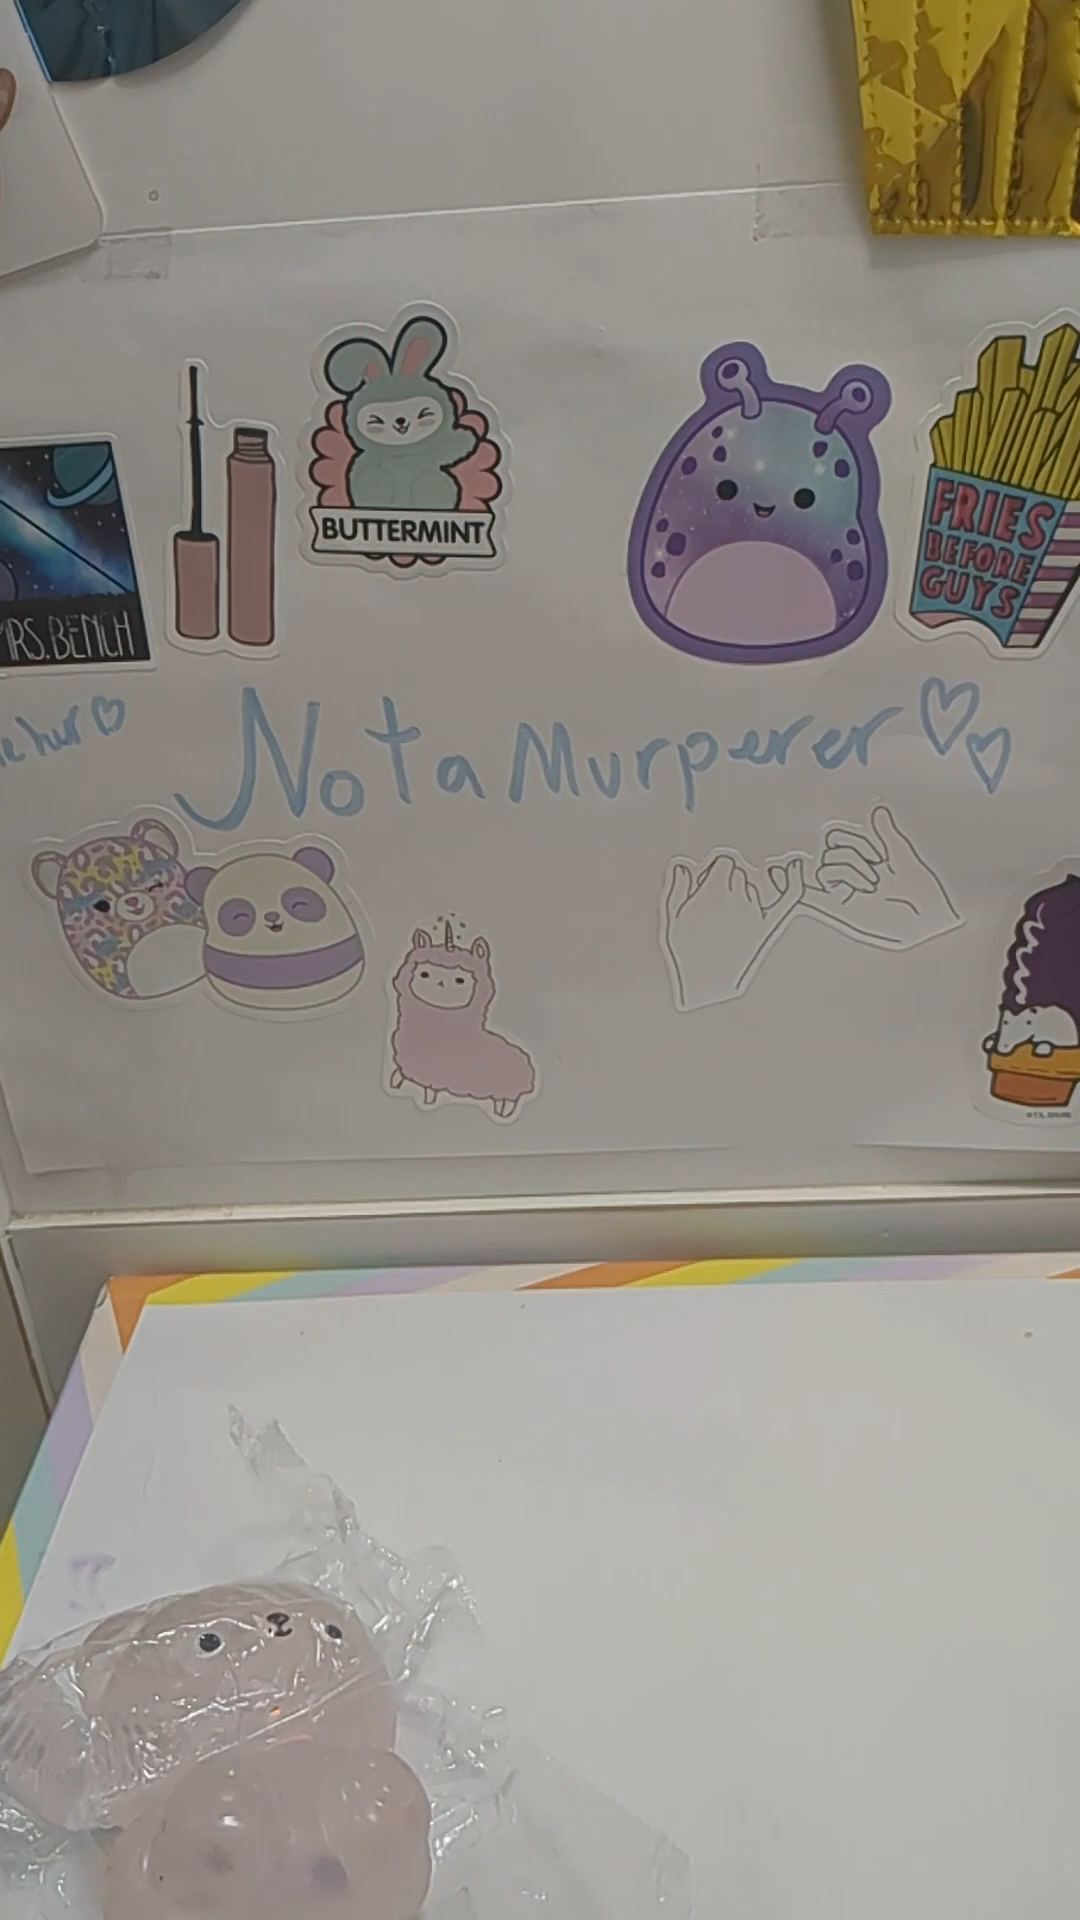 BUTTERMINT
FRIES
BEFORE
GUYS
MRS. BENCH
Not a Murperer